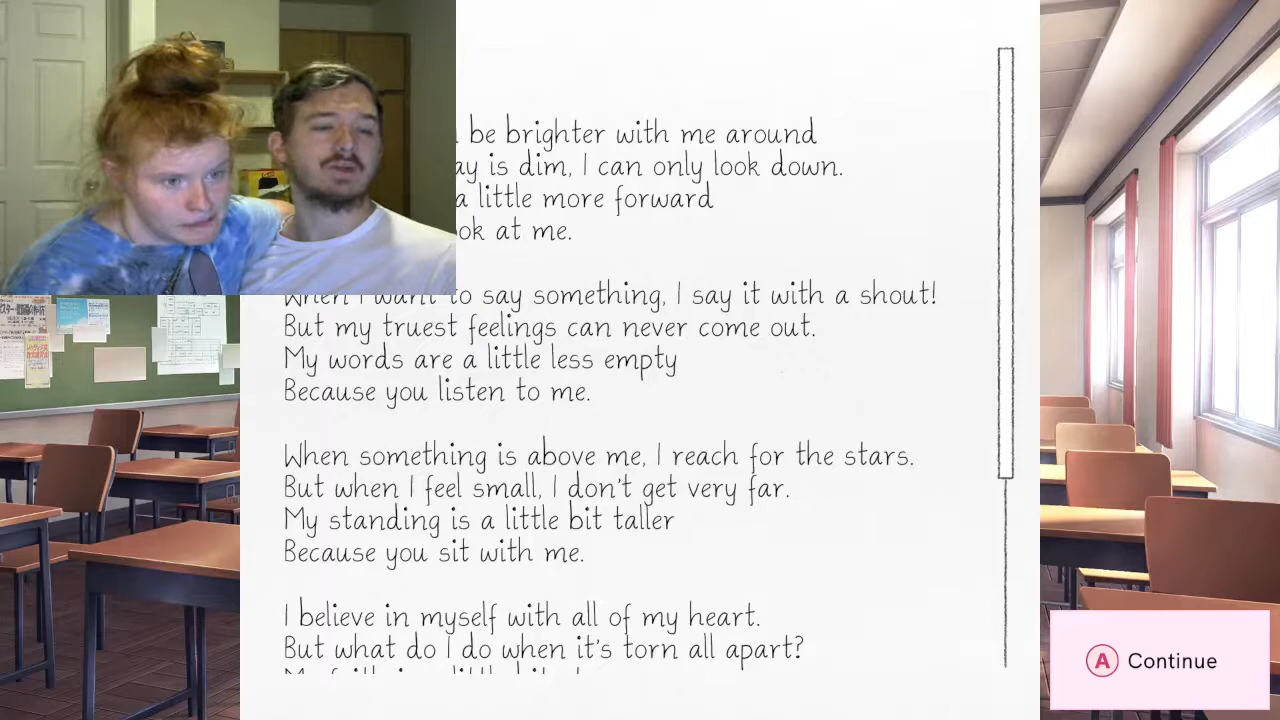 be brighter with me around
is dim, I can only look down.
a little more forward
at me.
When I want to say something, I say it with a shout!
But my truest feelings can never come out.
My words are a little less empty
Because you listen to me.
When something is above me, I reach for the stars.
But when I feel small, I don't get very far.
My standing is a little bit taller
Because you sit with me.
I believe in myself with all of my heart.
But what do I do when it's torn all apart?
A Continue